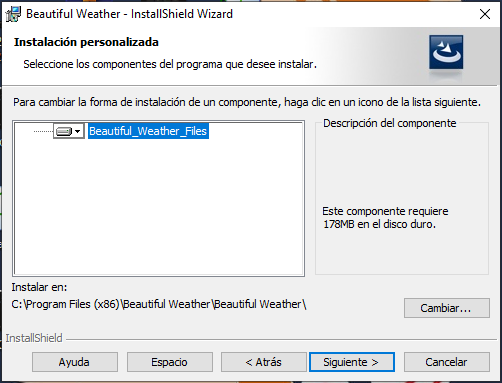 Beautiful Weather - InstallShield Wizard
Instalación personalizada
Seleccione los componentes del programa que desee instalar.
Para cambiar la forma de instalación de un componente, haga clic en un icono de la lista siguiente.
Beautiful_Weather_Files
Descripción del componente
Este componente requiere
178MB en el disco duro.
Instalar en:
C:\Program Files (x86)\Beautiful Weather\Beautiful Weather\
Cambiar...
InstallShield
Ayuda
Espacio
< Atrás
Siguiente >
Cancelar